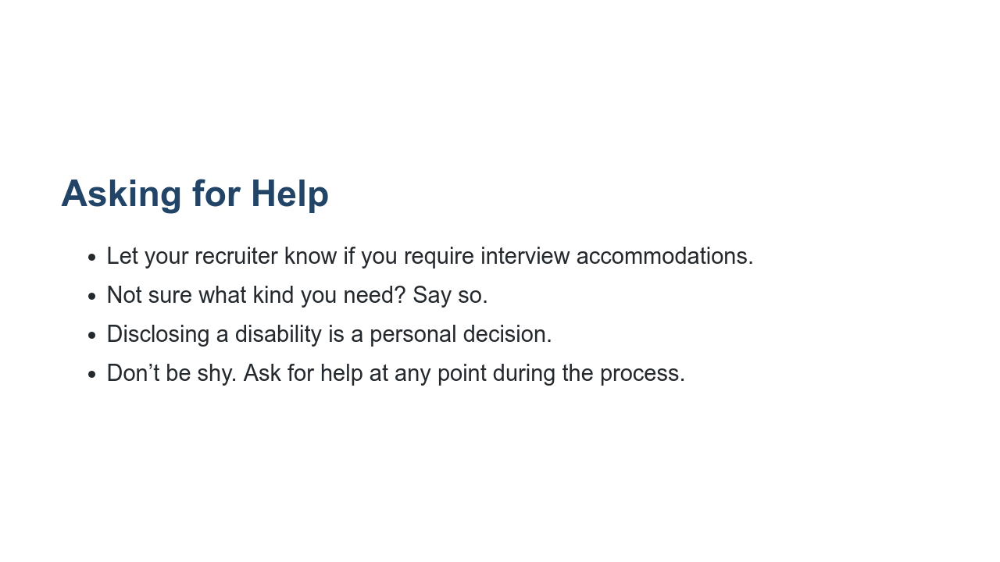 Asking for Help
• Let your recruiter know if you require interview accommodations.
• Not sure what kind you need? Say so.
• Disclosing a disability is a personal decision.
• Don’t be shy. Ask for help at any point during the process.